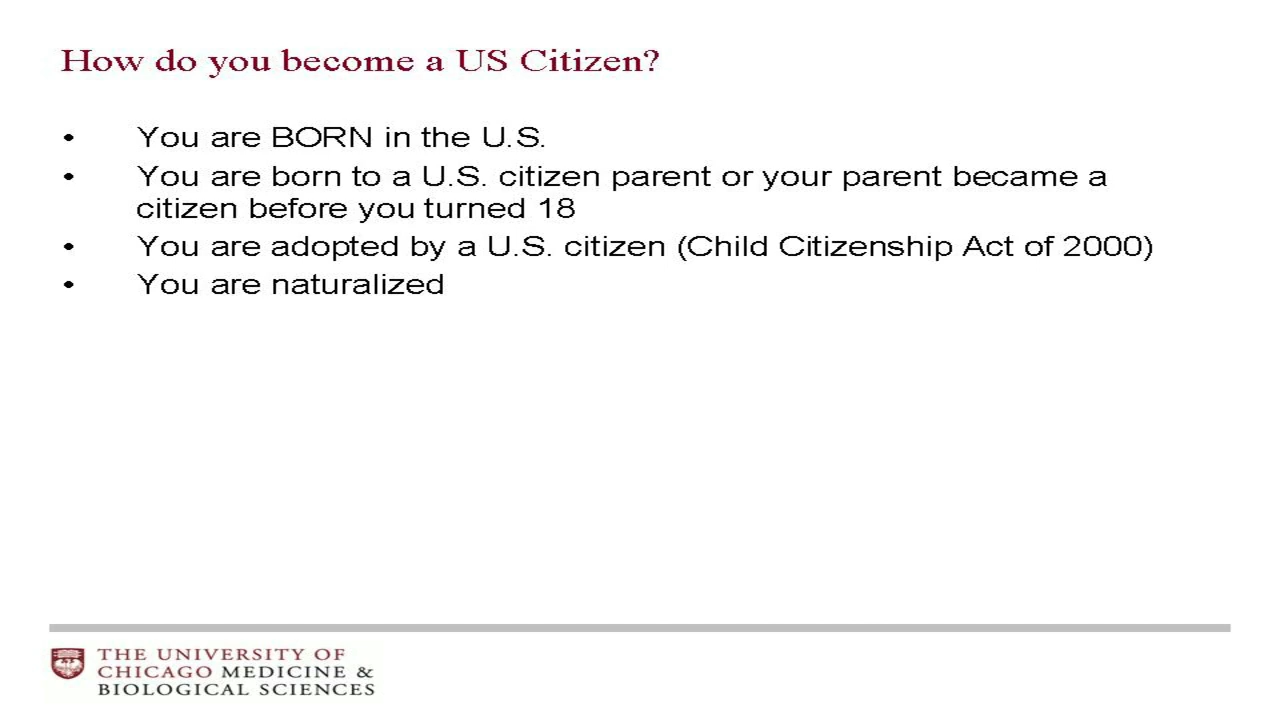 How do you become a US Citizen?
• You are BORN in the U.S.
• You are born to a U.S. citizen parent or your parent became a
citizen before you turned 18
• You are adopted by a U.S. citizen (Child Citizenship Act of 2000)
• You are naturalized
THE UNIVERSITY OF
CHICAGO MEDICINE &
BIOLOGICAL SCIENCES